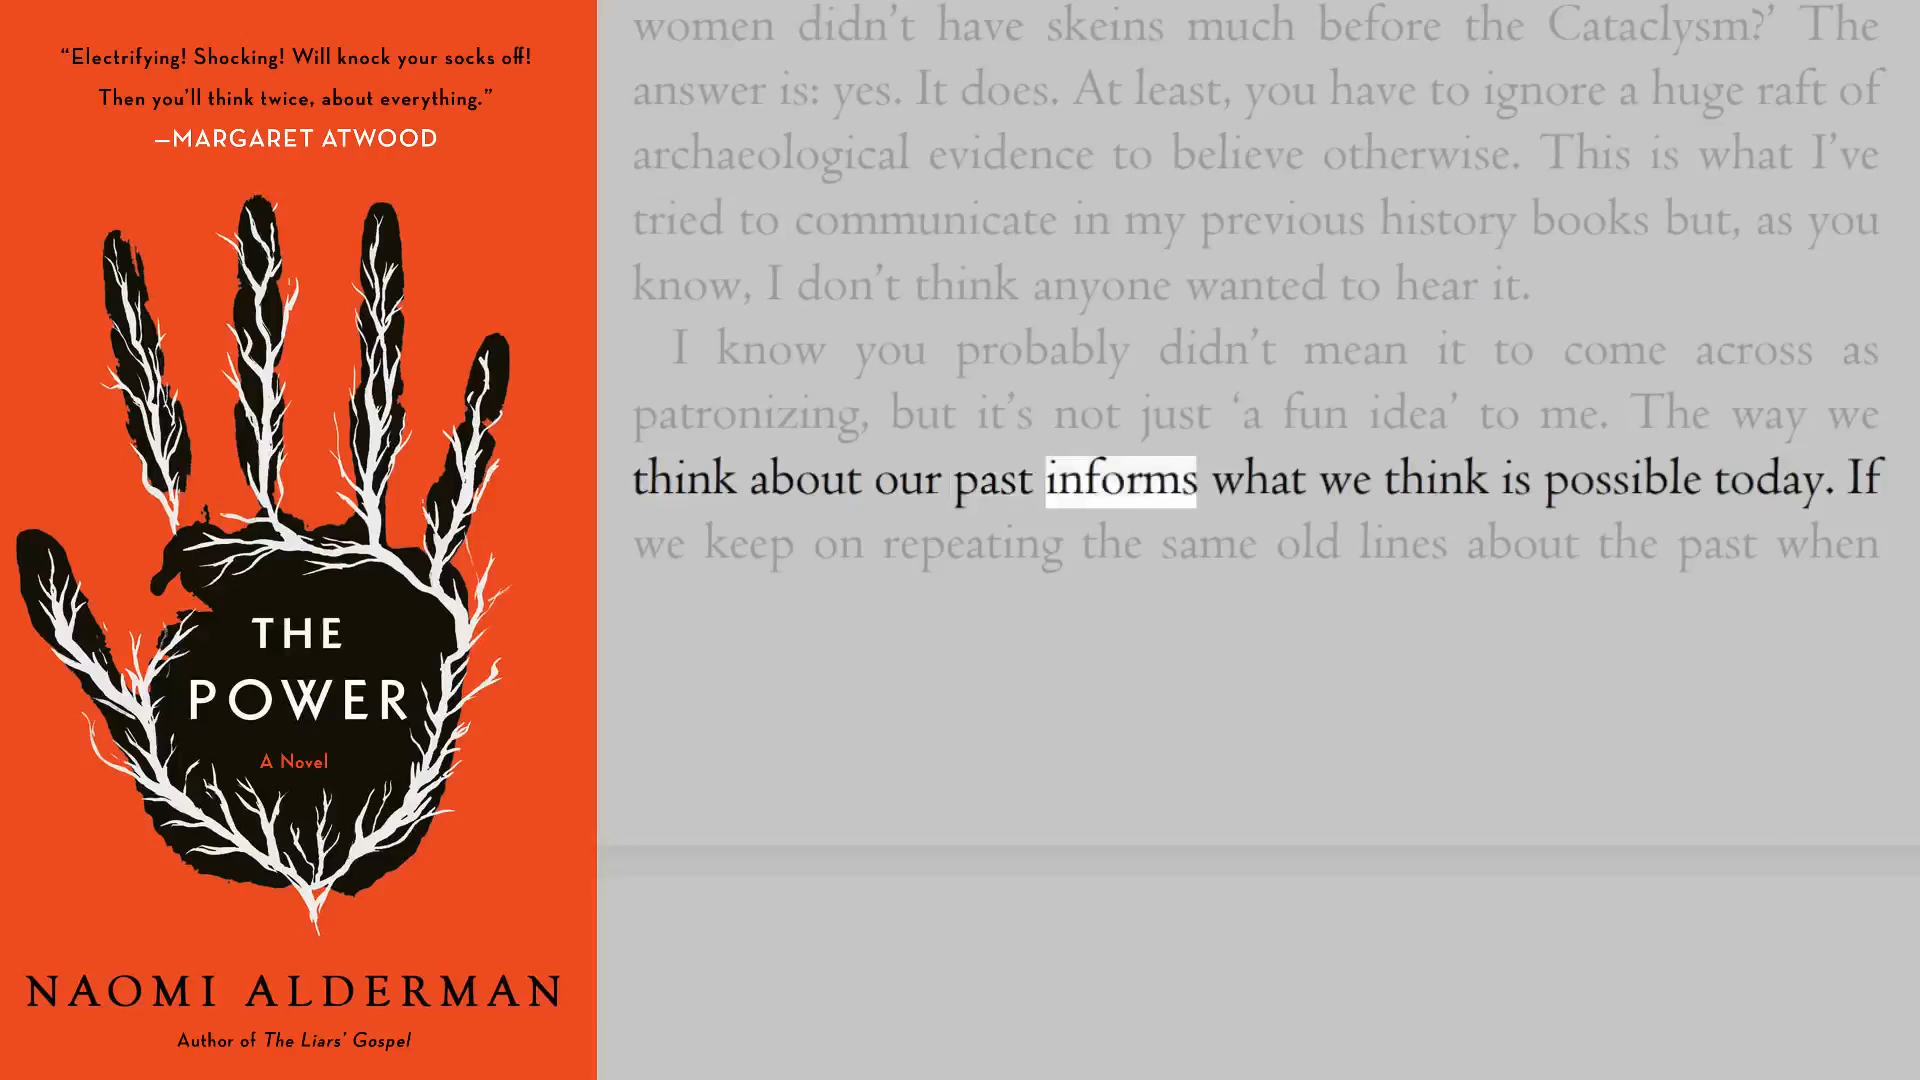 “Electrifying! Shocking! Will knock your socks off!
Then you’ll think twice, about everything.”
—MARGARET ATWOOD
THE
POWER
A Novel
NAOMI ALDERMAN
Author of The Liars’ Gospel
women didn’t have skeins much before the Cataclysm?’ The
answer is: yes. It does. At least, you have to ignore a huge raft of
archaeological evidence to believe otherwise. This is what I’ve
tried to communicate in my previous history books but, as you
know, I don’t think anyone wanted to hear it.
I know you probably didn’t mean it to come across as
patronizing, but it’s not just ‘a fun idea’ to me. The way we
think about our past informs what we think is possible today. If
we keep on repeating the same old lines about the past when